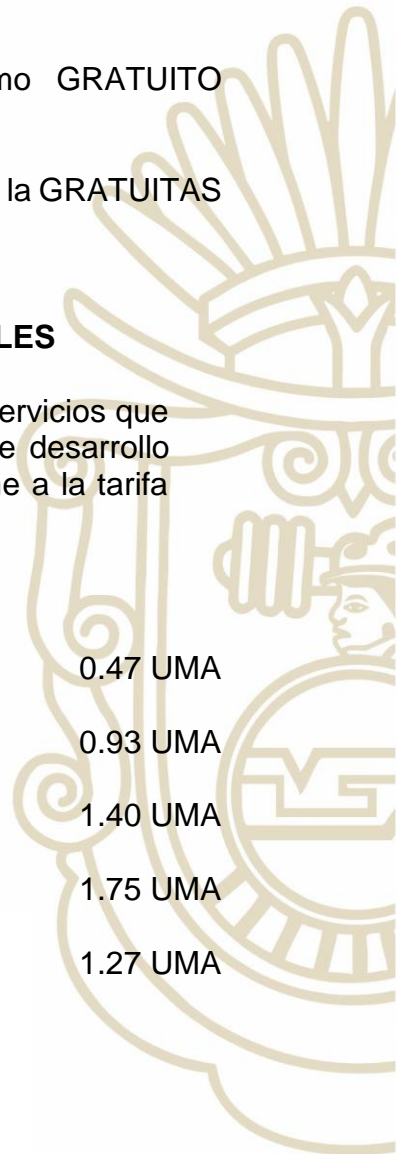 mo GRATUITO
la GRATUITAS
LES
servicios que
e desarrollo
e a la tarifa
0.47 UMA
0.93 UMA
1.40 UMA
1.75 UMA
1.27 UMA